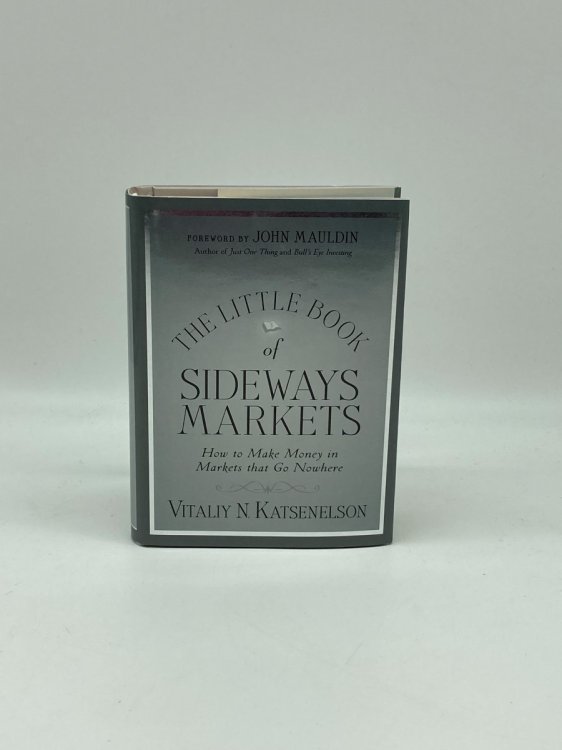 FOREWORD BY JOHN MAULDIN
Author of Just One Thing and Bull's Eye Investing
THE LITTLE BOOK
of
SIDEWAYS
MARKETS
How to Make Money in
Markets that Go Nowhere
VITALIY N. KATSENELSON